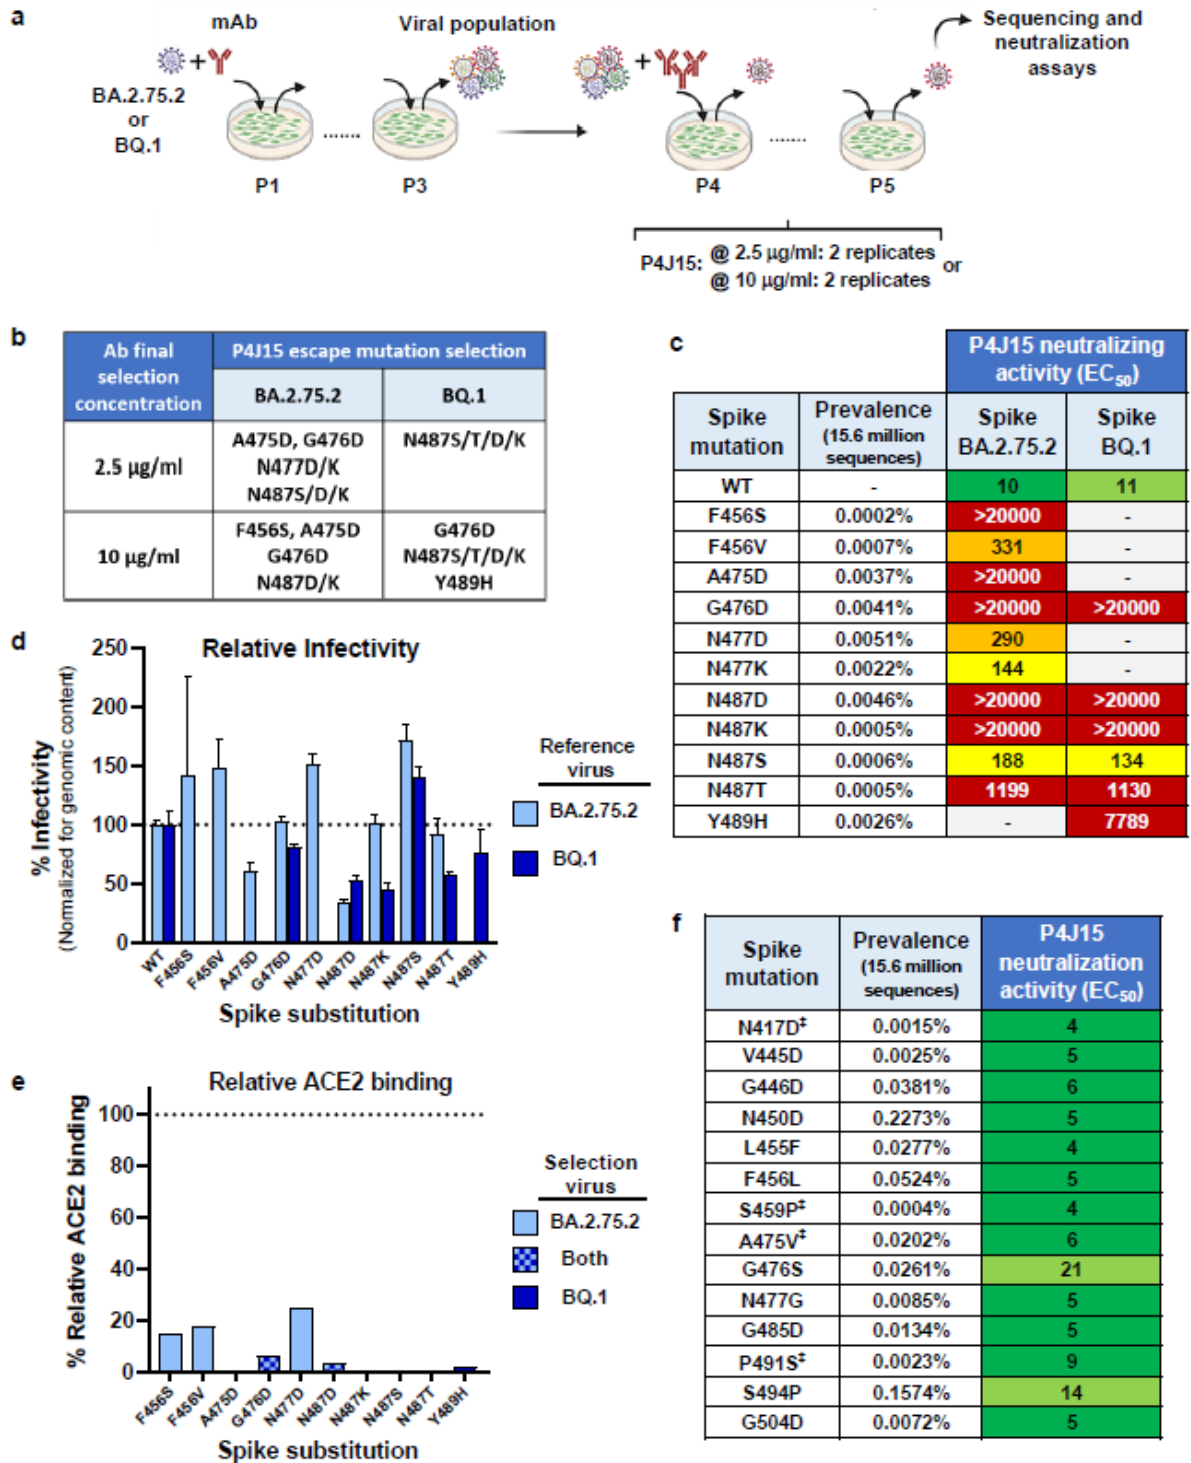 a
mAb
Viral population
Sequencing and
neutralization
assays
+
+
BA.2.75.2
or
BQ.1
.......
.......
P1
P3
P4
P5
P4J15: @ 2.5 µg/ml: 2 replicates or
@ 10 µg/ml: 2 replicates
b
Ab final selection concentration | P4J15 escape mutation selection
BA.2.75.2 | BQ.1
2.5 µg/ml | A475D, G476D | N487S/T/D/K
N477D/K
N487S/D/K
10 µg/ml | F456S, A475D | G476D
G476D | N487S/T/D/K
N487D/K | Y489H
c
P4J15 neutralizing
activity (EC50)
Spike mutation | Prevalence (15.6 million sequences) | Spike BA.2.75.2 | Spike BQ.1
WT | - | 10 | 11
F456S | 0.0002% | >20000 | -
F456V | 0.0007% | 331 | -
A475D | 0.0037% | >20000 | -
G476D | 0.0041% | >20000 | >20000
N477D | 0.0051% | 290 | -
N477K | 0.0022% | 144 | -
N487D | 0.0046% | >20000 | >20000
N487K | 0.0005% | >20000 | >20000
N487S | 0.0006% | 188 | 134
N487T | 0.0005% | 1199 | 1130
Y489H | 0.0026% | - | 7789
d
Relative Infectivity
% Infectivity
(Normalized for genomic content)
250
200
150
100
50
0
WT F456S F456V A475D G476D N477D N487D N487K N487S N487T Y489H
Spike substitution
Reference
virus
BA.2.75.2
BQ.1
e
Relative ACE2 binding
% Relative ACE2 binding
100
80
60
40
20
0
F456S F456V A475D G476D N477D N487D N487K N487S N487T Y489H
Spike substitution
Selection
virus
BA.2.75.2
Both
BQ.1
f
Spike mutation | Prevalence (15.6 million sequences) | P4J15 neutralization activity (EC50)
N417D‡ | 0.0015% | 4
V445D | 0.0025% | 5
G446D | 0.0381% | 6
N450D | 0.2273% | 5
L455F | 0.0277% | 4
F456L | 0.0524% | 5
S459P‡ | 0.0004% | 4
A475V‡ | 0.0202% | 6
G476S | 0.0261% | 21
N477G | 0.0085% | 5
G485D | 0.0134% | 5
P491S‡ | 0.0023% | 9
S494P | 0.1574% | 14
G504D | 0.0072% | 5